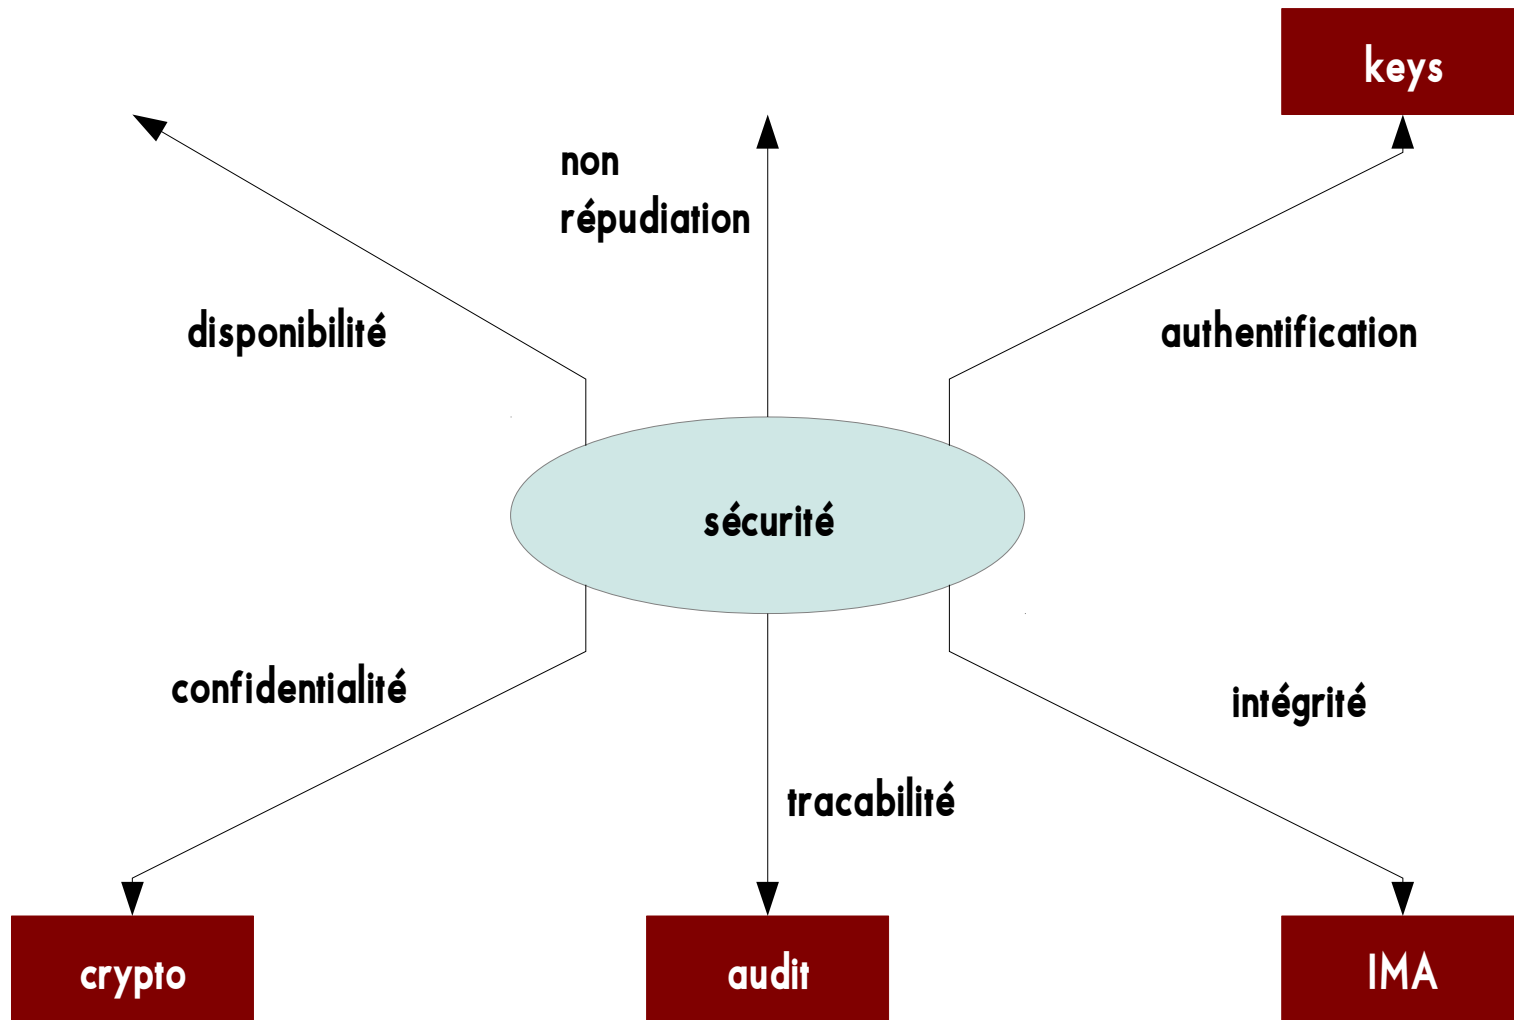 keys
non
répudiation
disponibilité
authentification
sécurité
confidentialité
intégrité
tracabilité
crypto
audit
IMA